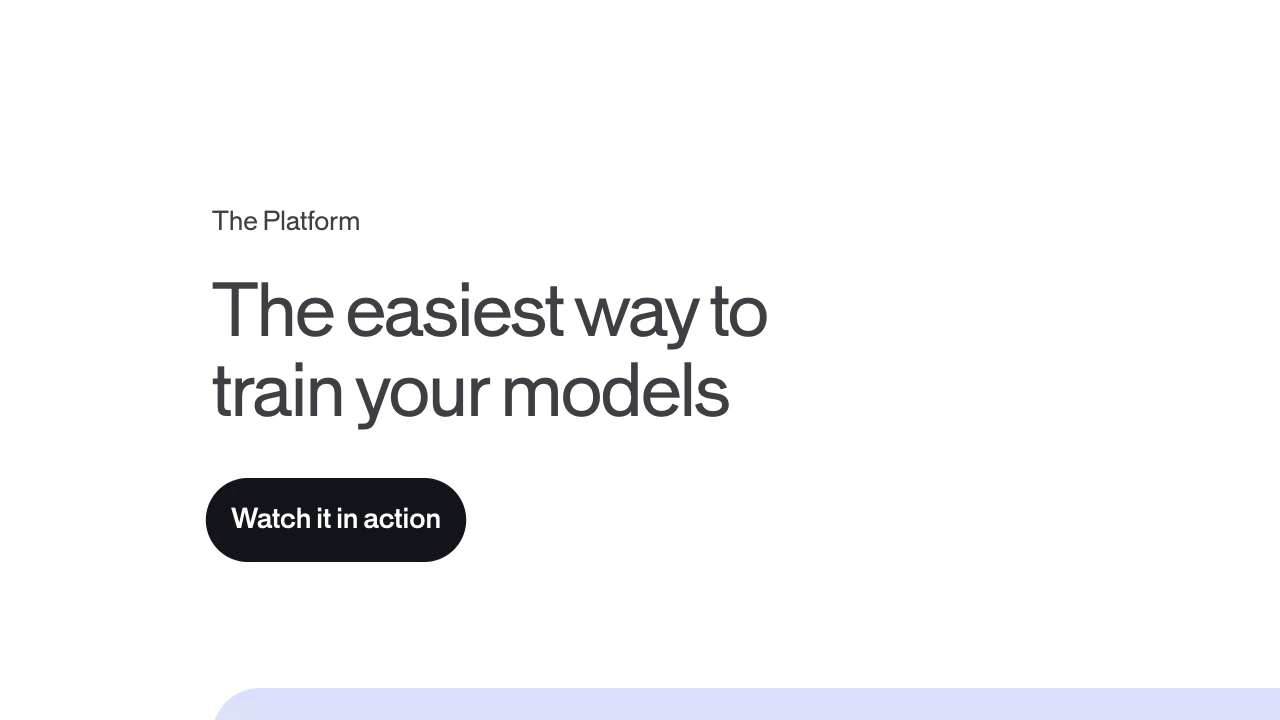 The Platform
The easiest way to
train your models
Watch it in action